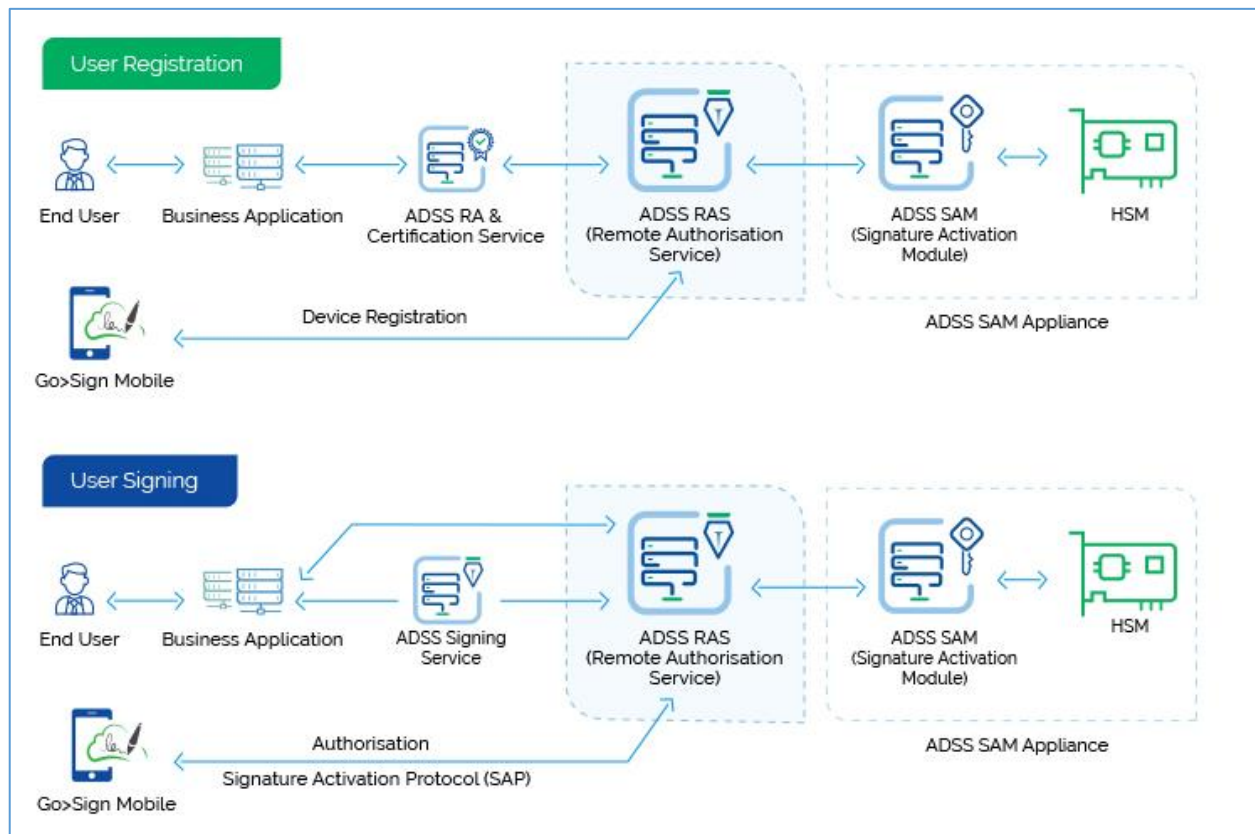 User Registration
End User
Business Application
ADSS RA &
Certification Service
ADSS RAS
(Remote Authorisation
Service)
ADSS SAM
(Signature Activation
Module)
HSM
Device Registration
ADSS SAM Appliance
Go>Sign Mobile
User Signing
End User
Business Application
ADSS Signing
Service
ADSS RAS
(Remote Authorisation
Service)
ADSS SAM
(Signature Activation
Module)
HSM
Authorisation
Signature Activation Protocol (SAP)
ADSS SAM Appliance
Go>Sign Mobile